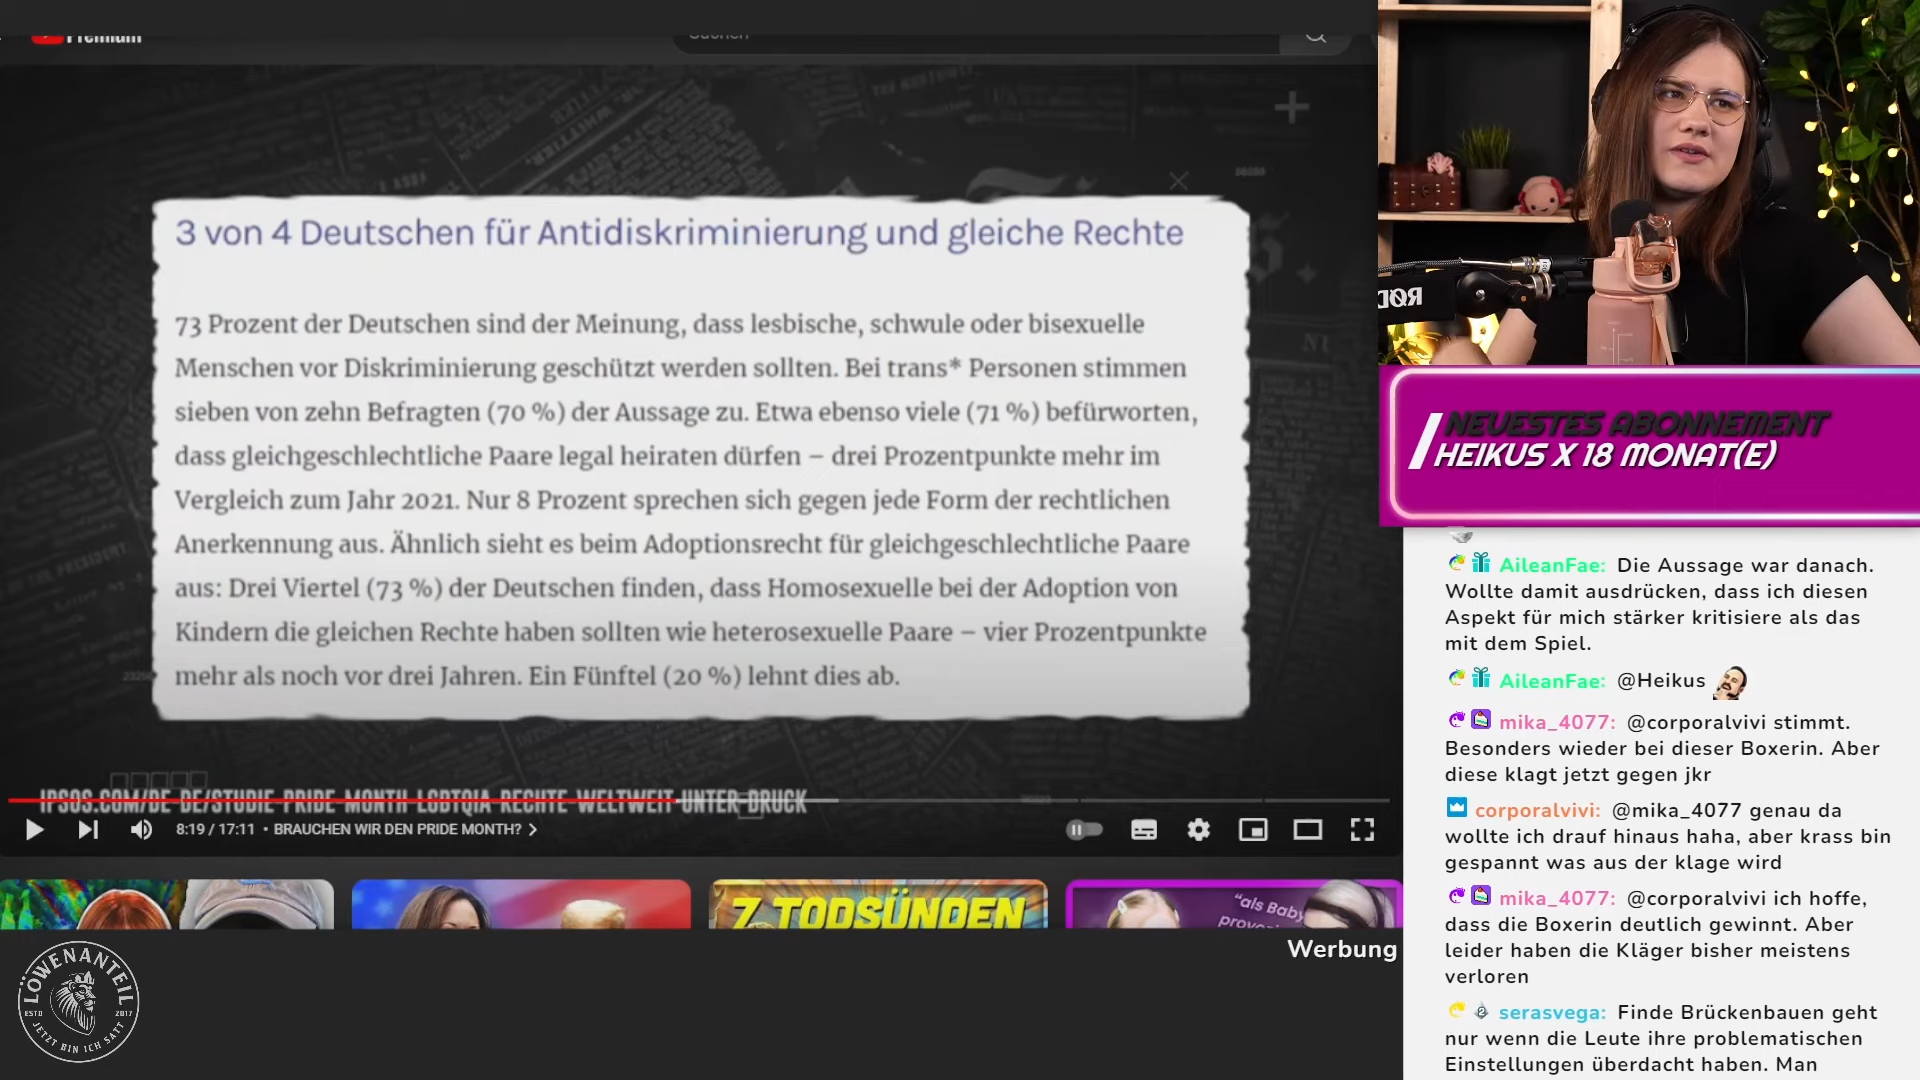 Premium
Suchen
3 von 4 Deutschen für Antidiskriminierung und gleiche Rechte
73 Prozent der Deutschen sind der Meinung, dass lesbische, schwule oder bisexuelle
Menschen vor Diskriminierung geschützt werden sollten. Bei trans* Personen stimmen
sieben von zehn Befragten (70 %) der Aussage zu. Etwa ebenso viele (71 %) befürworten,
dass gleichgeschlechtliche Paare legal heiraten dürfen – drei Prozentpunkte mehr im
Vergleich zum Jahr 2021. Nur 8 Prozent sprechen sich gegen jede Form der rechtlichen
Anerkennung aus. Ähnlich sieht es beim Adoptionsrecht für gleichgeschlechtliche Paare
aus: Drei Viertel (73 %) der Deutschen finden, dass Homosexuelle bei der Adoption von
Kindern die gleichen Rechte haben sollten wie heterosexuelle Paare – vier Prozentpunkte
mehr als noch vor drei Jahren. Ein Fünftel (20 %) lehnt dies ab.
IPSOS.COM/DE-DE/STUDIE-PRIDE-MONTH-LGBTQIA-RECHTE-WELTWEIT-UNTER-DRUCK
8:19 / 17:11 • BRAUCHEN WIR DEN PRIDE MONTH?
7 TODSÜNDEN
"als Baby
Werbung
LÖWENANTEIL
ESTD 2017
JETZT BIN ICH SATT
RØDE
NEUESTES ABONNEMENT
HEIKUS X 18 MONAT(E)
AileanFae: Die Aussage war danach.
Wollte damit ausdrücken, dass ich diesen
Aspekt für mich stärker kritisiere als das
mit dem Spiel.
AileanFae: @Heikus
mika_4077: @corporalvivi stimmt.
Besonders wieder bei dieser Boxerin. Aber
diese klagt jetzt gegen jkr
corporalvivi: @mika_4077 genau da
wollte ich drauf hinaus haha, aber krass bin
gespannt was aus der klage wird
mika_4077: @corporalvivi ich hoffe,
dass die Boxerin deutlich gewinnt. Aber
leider haben die Kläger bisher meistens
verloren
serasvega: Finde Brückenbauen geht
nur wenn die Leute ihre problematischen
Einstellungen überdacht haben. Man